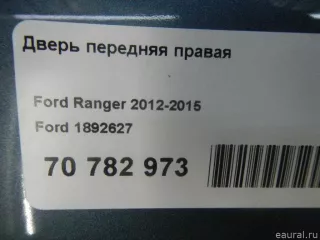 Дверь передняя правая
Ford Ranger 2012-2015
Ford 1892627
70 782 973
eaural.ru